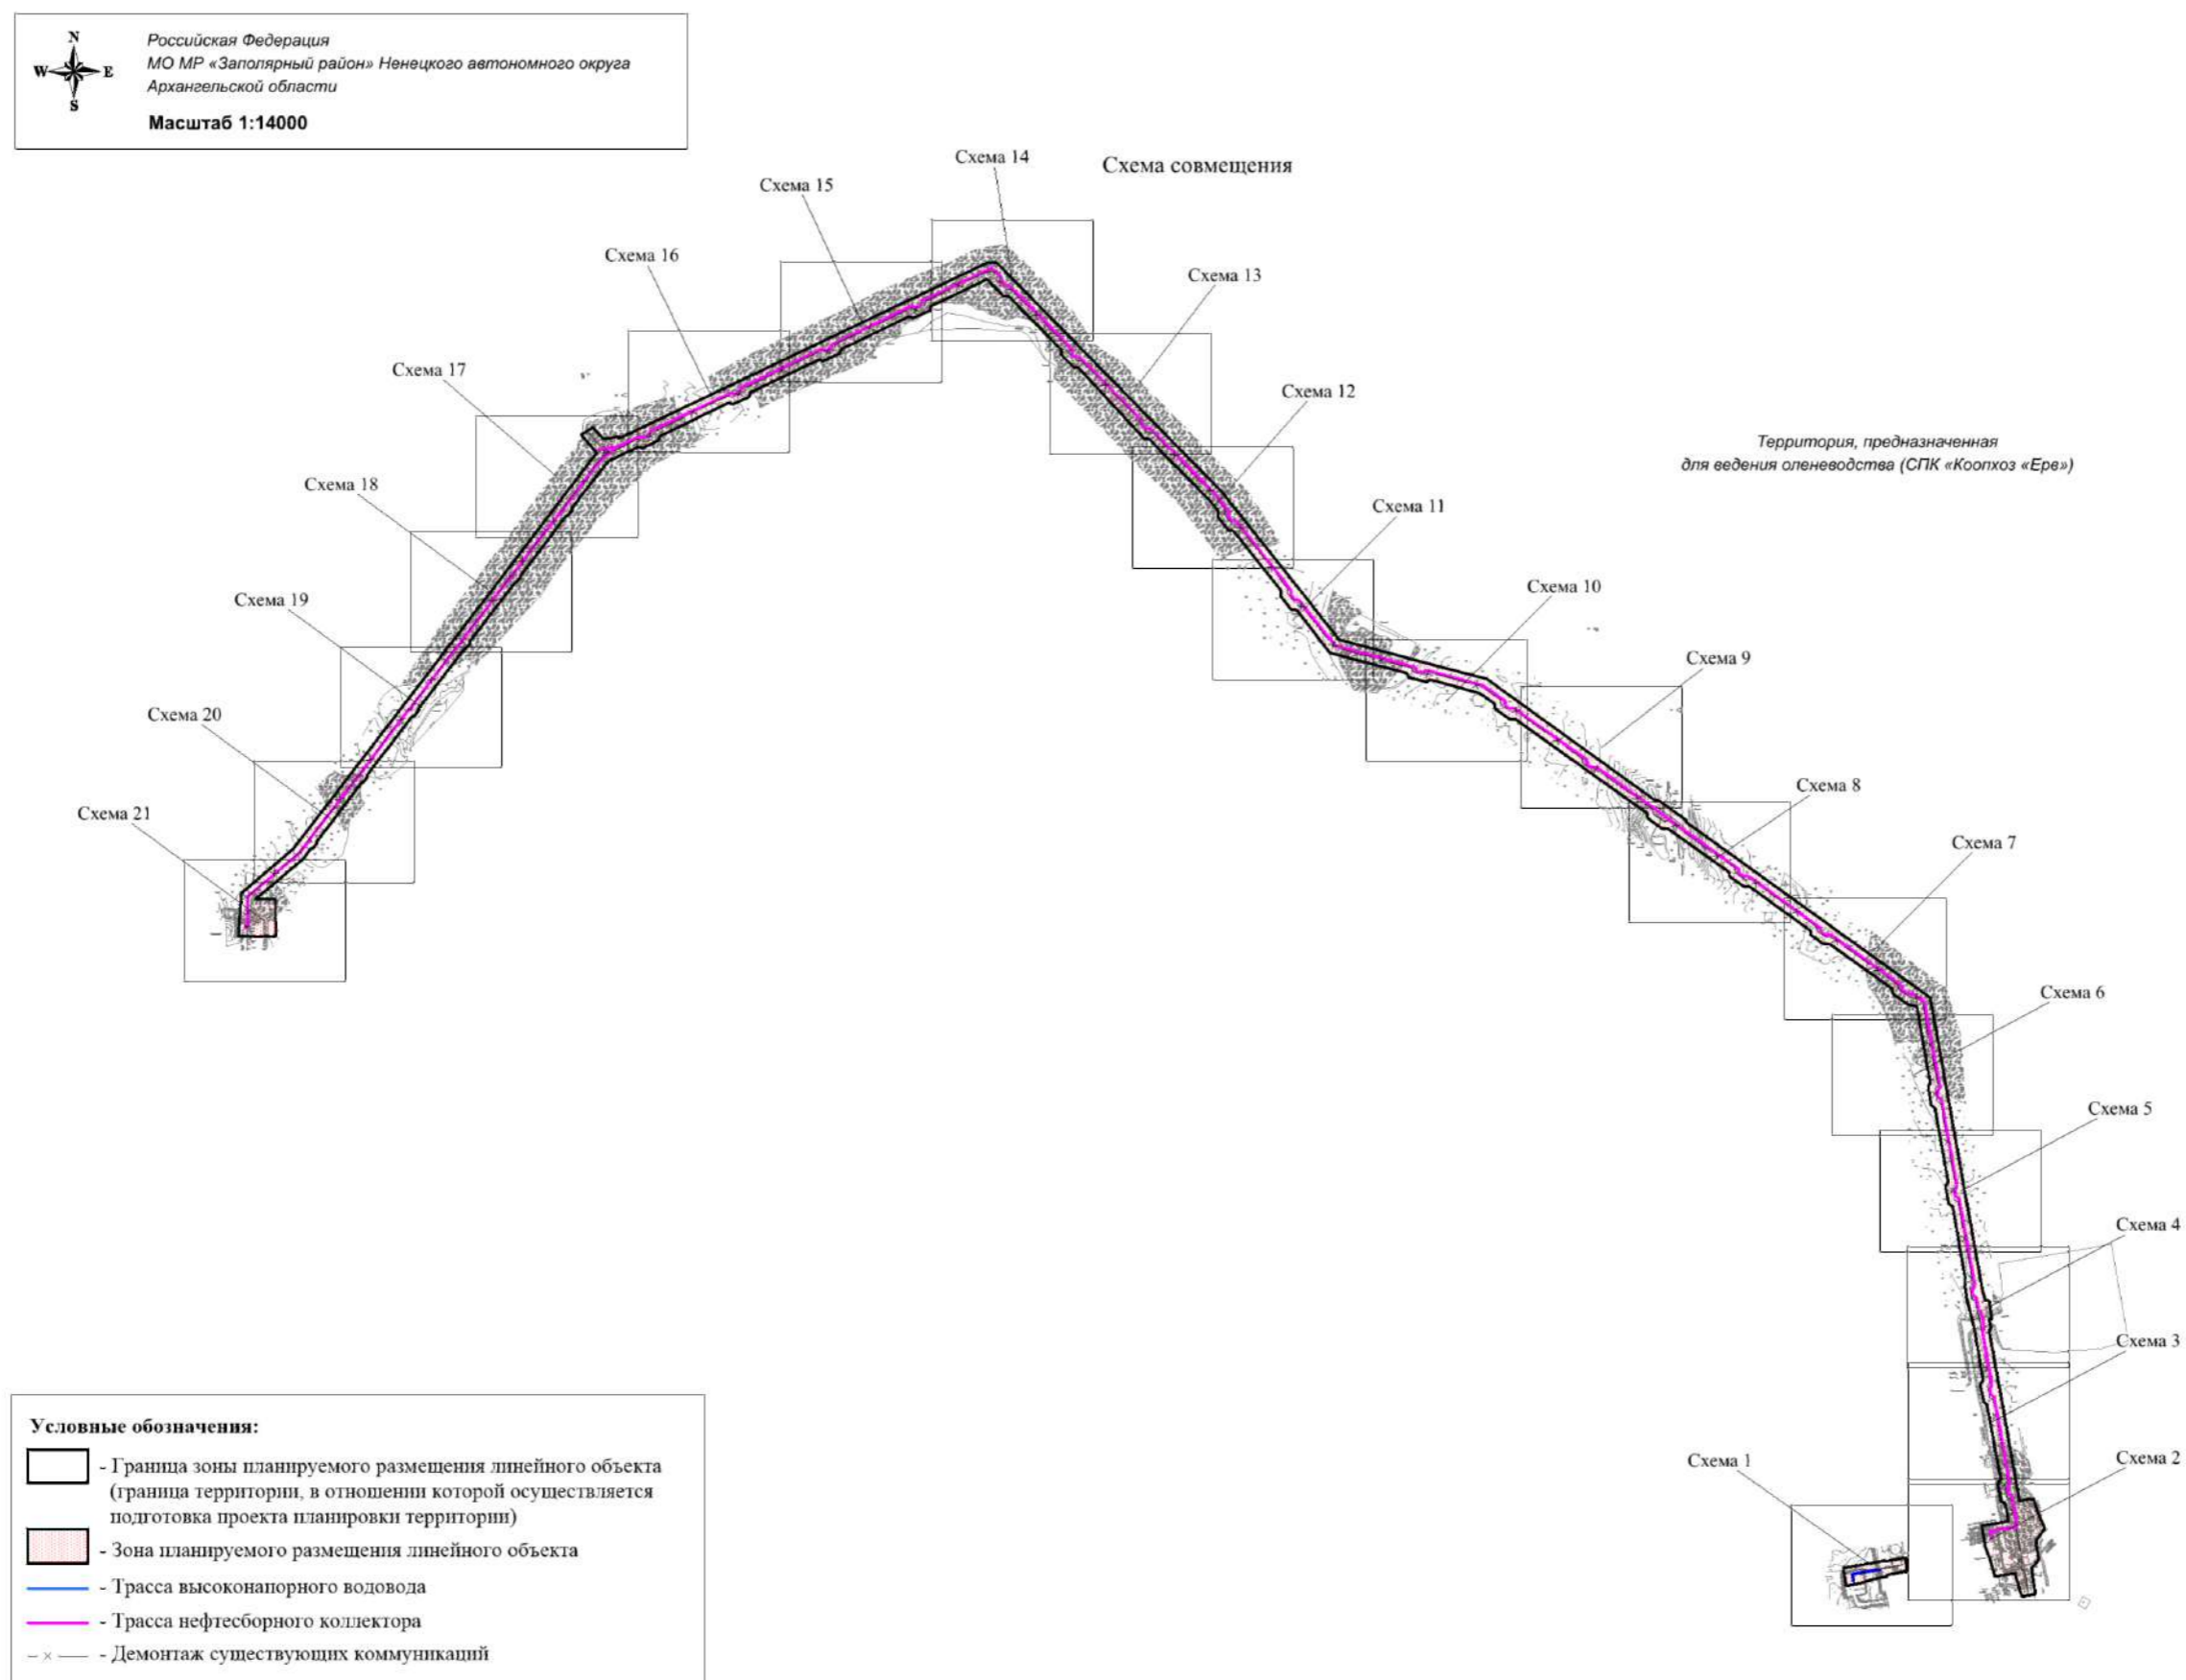 N
W E
S
Российская Федерация
МО МР «Заполярный район» Ненецкого автономного округа
Архангельской области
Масштаб 1:14000
Схема совмещения
Схема 14
Схема 15
Схема 16
Схема 13
Схема 17
Схема 12
Территория, предназначенная
для ведения оленеводства (СПК «Коопхоз «Ерв»)
Схема 18
Схема 11
Схема 10
Схема 19
Схема 9
Схема 20
Схема 8
Схема 21
Схема 7
Схема 6
Схема 5
Схема 4
Схема 3
Схема 2
Схема 1
Условные обозначения:
- Граница зоны планируемого размещения линейного объекта
(граница территории, в отношении которой осуществляется
подготовка проекта планировки территории)
- Зона планируемого размещения линейного объекта
- Трасса высоконапорного водовода
- Трасса нефтесборного коллектора
- Демонтаж существующих коммуникаций